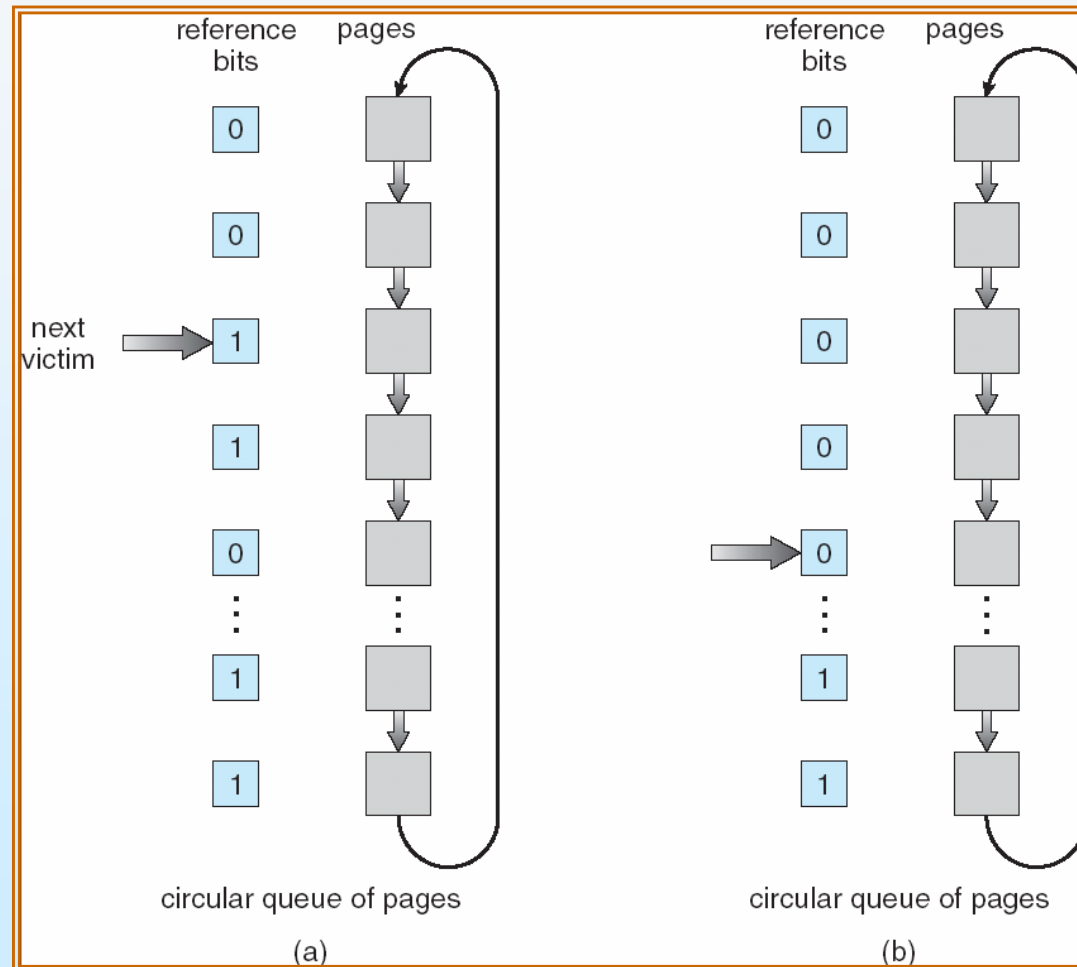 reference
bits
pages
0
0
next
victim
1
1
0
1
1
circular queue of pages
(a)
reference
bits
pages
0
0
0
0
0
1
1
circular queue of pages
(b)